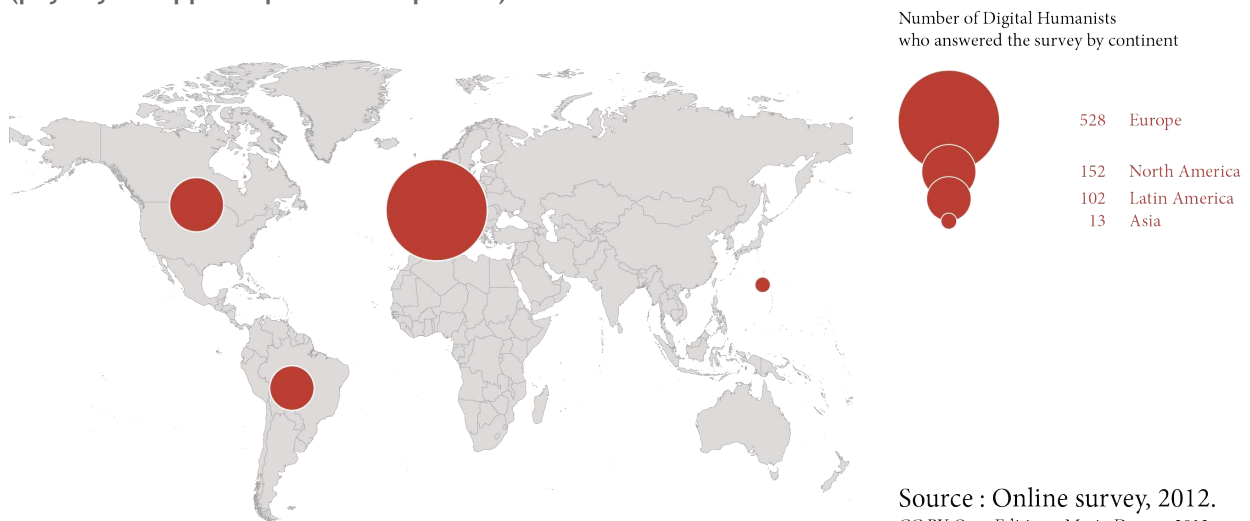 Number of Digital Humanists
who answered the survey by continent
528 Europe
152 North America
102 Latin America
13 Asia
Source : Online survey, 2012.